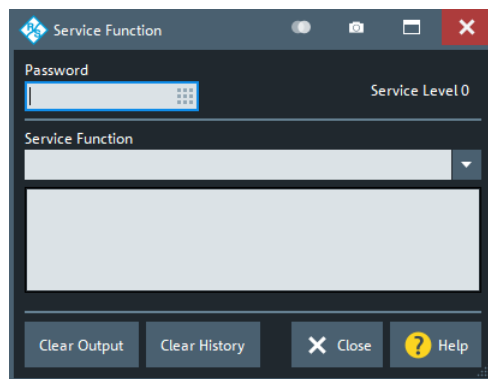 Service Function
Password
Service Level 0
Service Function
Clear Output
Clear History
Close
Help